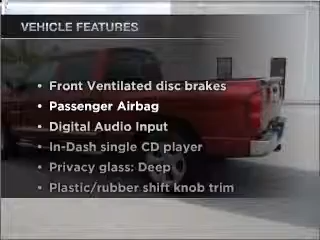 VEHICLE FEATURES
• Front Ventilated disc brakes
• Passenger Airbag
• Digital Audio Input
• In-Dash single CD player
• Privacy glass: Deep
• Plastic/rubber shift knob trim